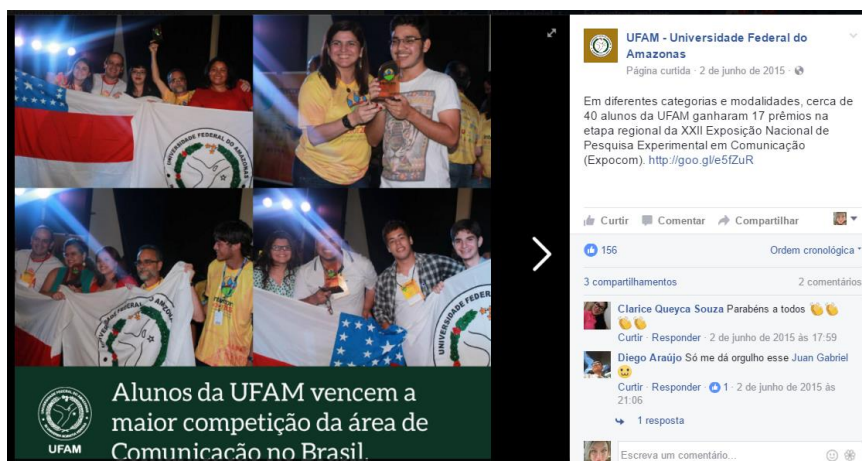 UNIVERSIDADE FEDERAL DO AMAZONAS
Alunos da UFAM vencem a
maior competição da área de
Comunicação no Brasil.
UFAM
UFAM - Universidade Federal do
Amazonas
Página curtida · 2 de junho de 2015 ·
Em diferentes categorias e modalidades, cerca de
40 alunos da UFAM ganharam 17 prêmios na
etapa regional da XXII Exposição Nacional de
Pesquisa Experimental em Comunicação
(Expocom). http://goo.gl/e5fZuR
Curtir Comentar Compartilhar
156 Ordem cronológica
3 compartilhamentos 2 comentários
Clarice Queyca Souza Parabéns a todos 👏👏
👏👏
Curtir · Responder · 2 de junho de 2015 às 17:59
Diego Araújo Só me dá orgulho esse Juan Gabriel
🙂
Curtir · Responder · 1 · 2 de junho de 2015 às
21:06
1 resposta
Escreva um comentário...